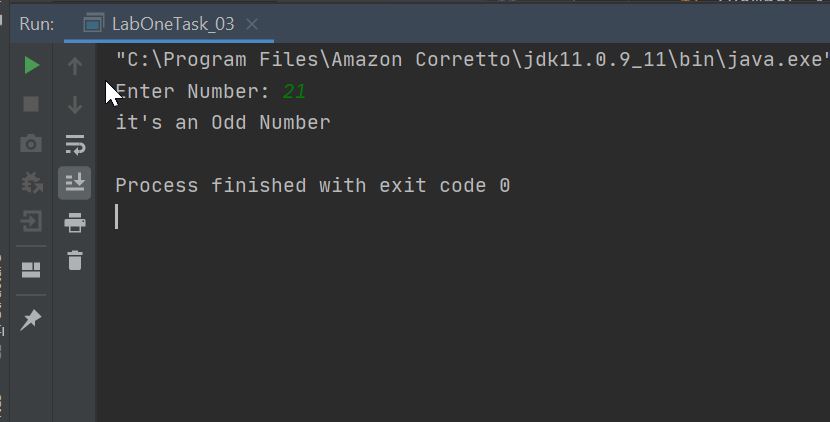 Run: LabOneTask_03
"C:\Program Files\Amazon Corretto\jdk11.0.9_11\bin\java.exe"
Enter Number: 21
it's an Odd Number
Process finished with exit code 0